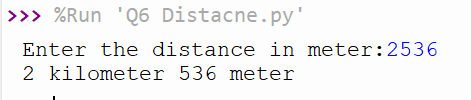 >>> %Run 'Q6 Distacne.py'
Enter the distance in meter:2536
2 kilometer 536 meter